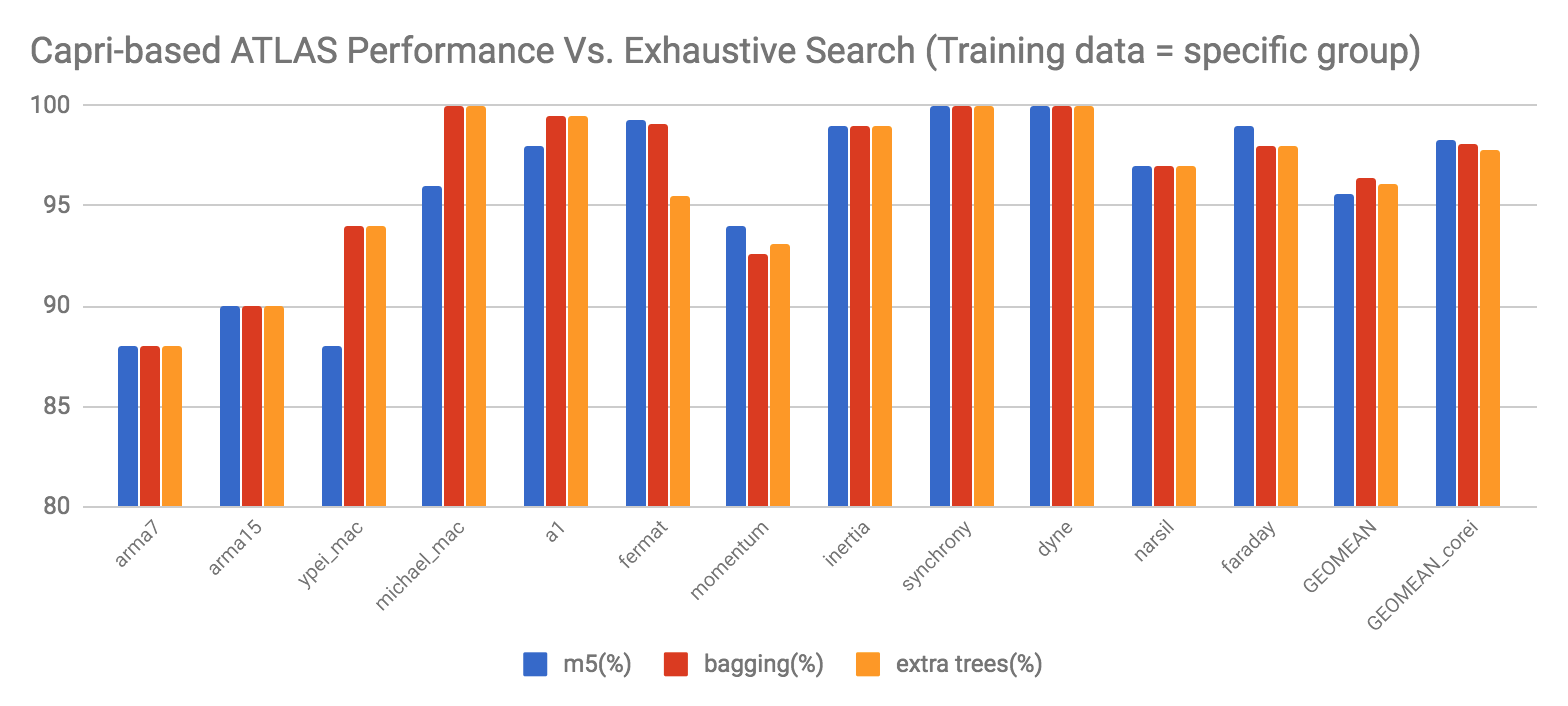 Capri-based ATLAS Performance Vs. Exhaustive Search (Training data = specific group)
100
95
90
85
80
arma7
arma15
ypei_mac
michael_mac
a1
fermat
momentum
inertia
synchrony
dyne
narsil
faraday
GEOMEAN
GEOMEAN_corei
m5(%)
bagging(%)
extra trees(%)